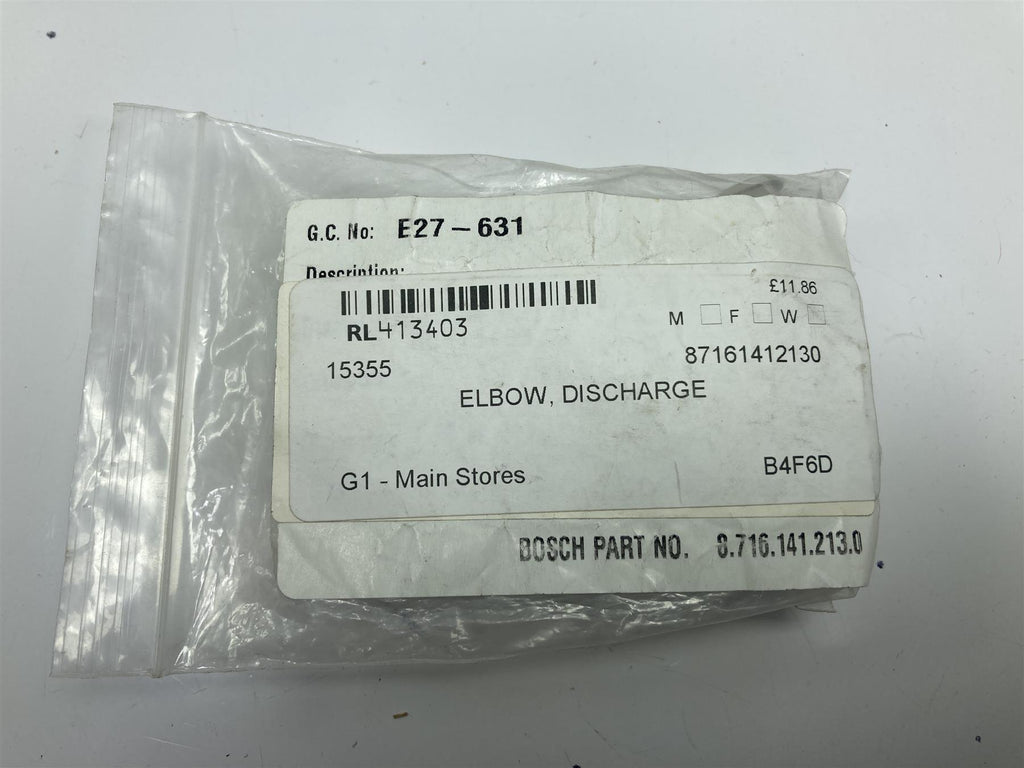 G.C. No: E27-631
Description:
£11.86
RL413403
M F W
15355 87161412130
ELBOW, DISCHARGE
G1 - Main Stores B4F6D
BOSCH PART NO. 8.716.141.213.0